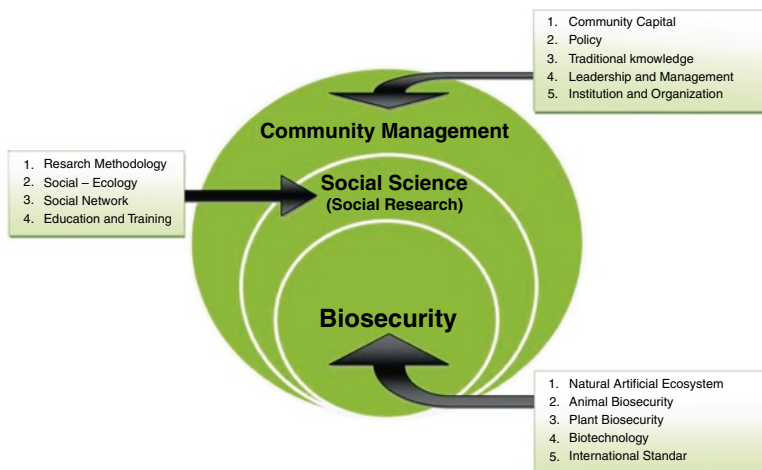 1. Community Capital
2. Policy
3. Traditional kmowledge
4. Leadership and Management
5. Institution and Organization
Community Management
1. Resarch Methodology
2. Social – Ecology
3. Social Network
4. Education and Training
Social Science
(Social Research)
Biosecurity
1. Natural Artificial Ecosystem
2. Animal Biosecurity
3. Plant Biosecurity
4. Biotechnology
5. International Standar